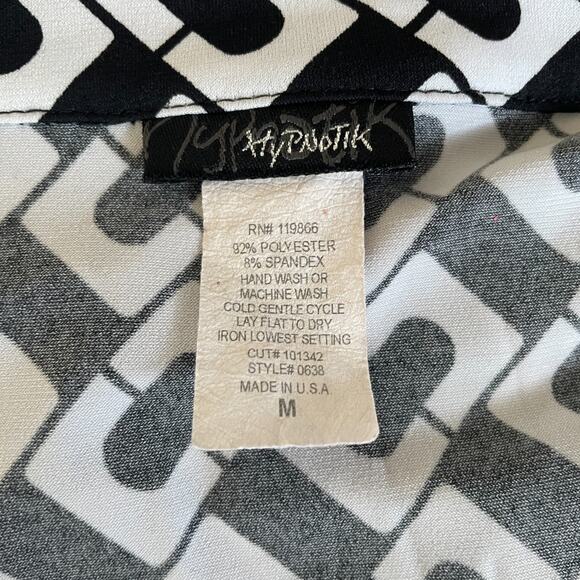 HYPNOTIK
RN# 119866
92% POLYESTER
8% SPANDEX
HAND WASH OR
MACHINE WASH
COLD GENTLE CYCLE
LAY FLAT TO DRY
IRON LOWEST SETTING
CUT# 101342
STYLE# 0638
MADE IN U.S.A.
M